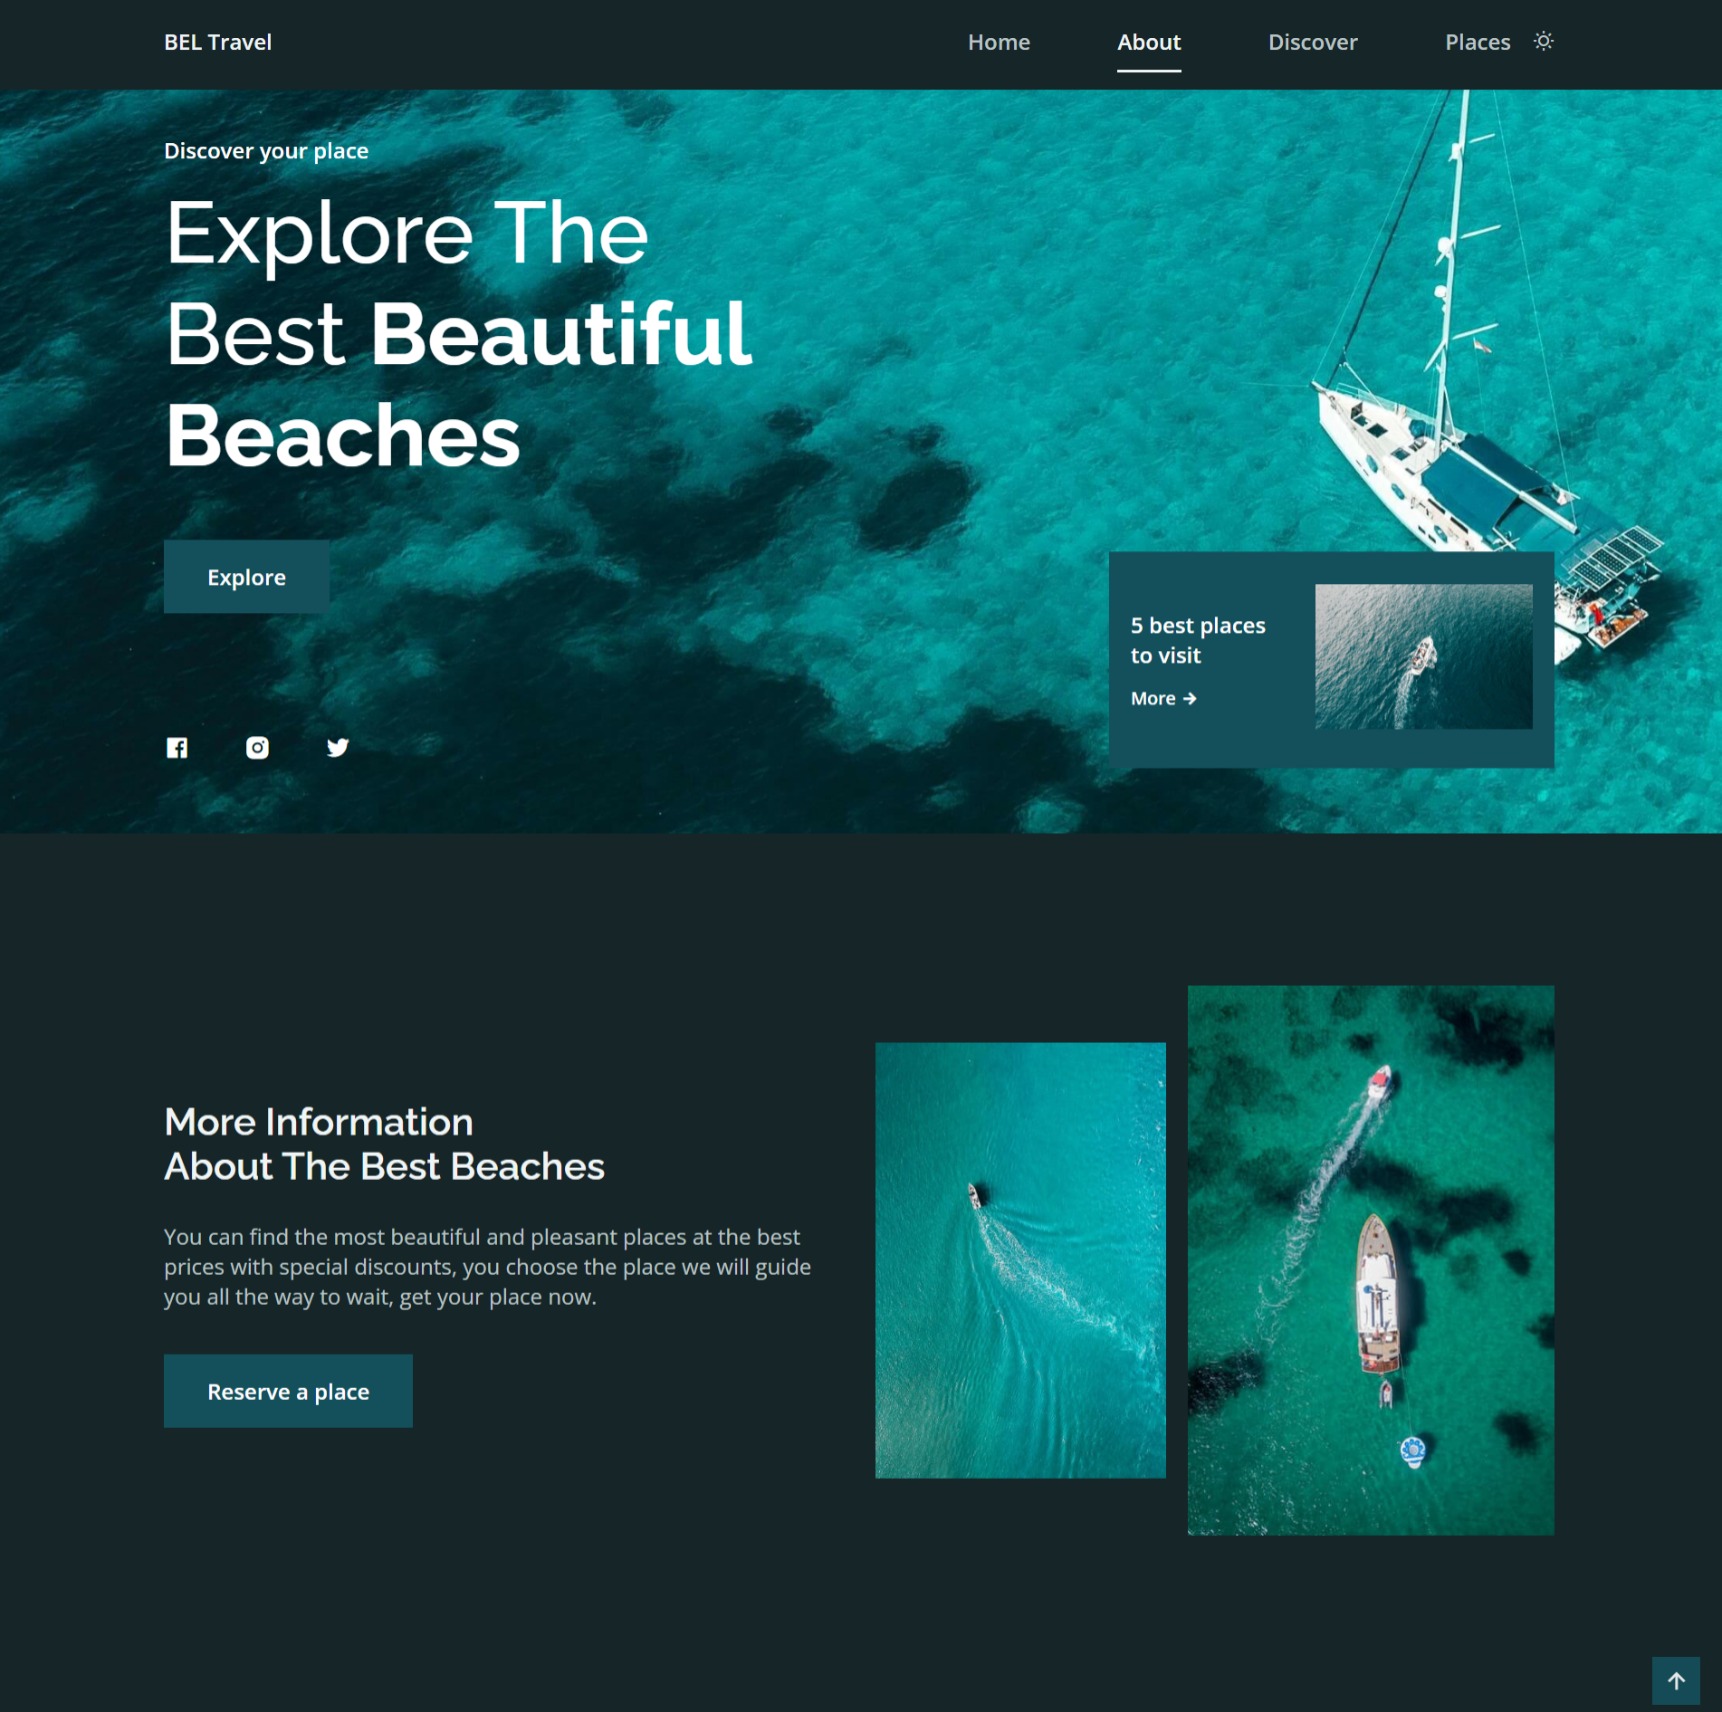 BEL Travel
Home
About
Discover
Places
Discover your place
Explore The
Best Beautiful
Beaches
Explore
5 best places
to visit
More
More Information
About The Best Beaches
You can find the most beautiful and pleasant places at the best
prices with special discounts, you choose the place we will guide
you all the way to wait, get your place now.
Reserve a place